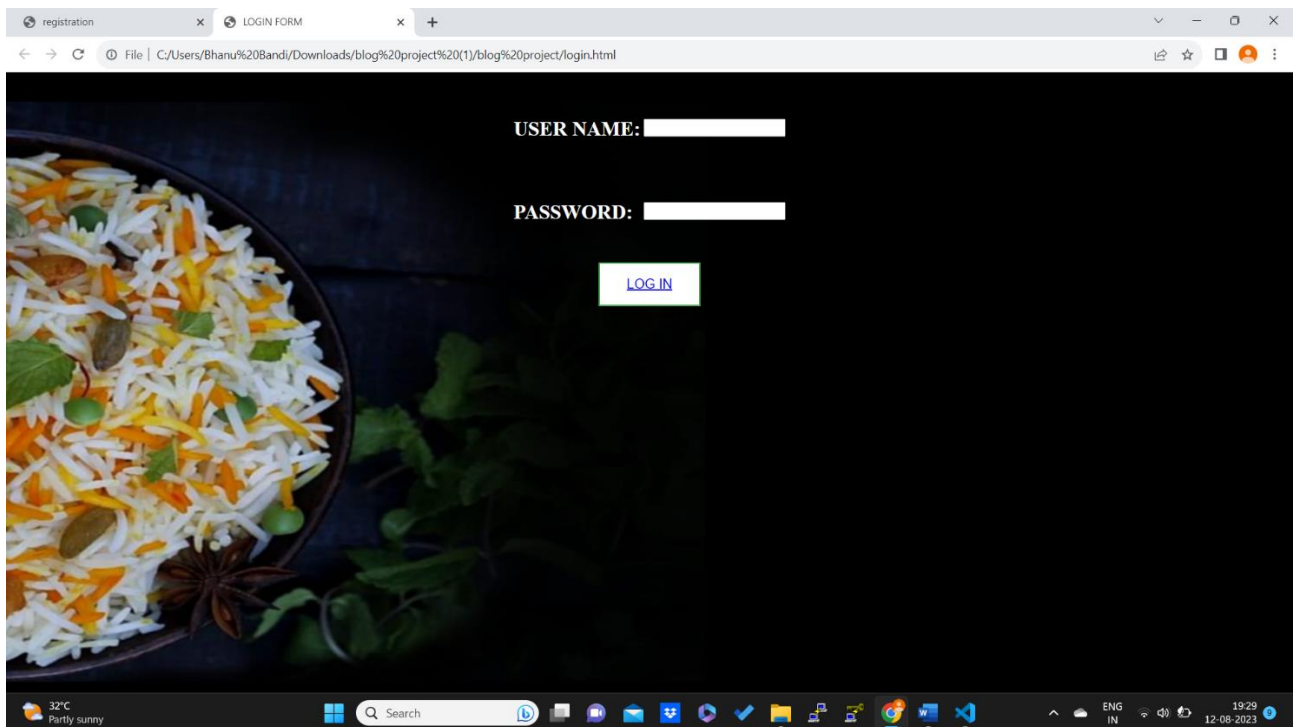 registration
LOGIN FORM
File | C:/Users/Bhanu%20Bandi/Downloads/blog%20project%20(1)/blog%20project/login.html
USER NAME:
PASSWORD:
LOG IN
32°C
Partly sunny
Search
ENG
IN
19:29
12-08-2023
9